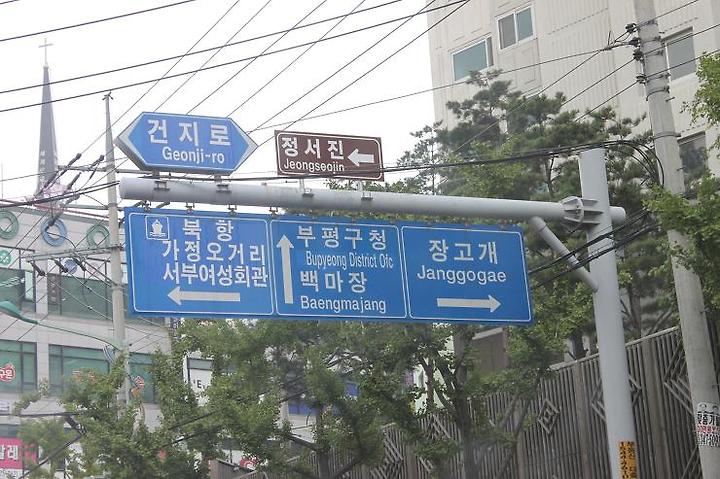 건지로
Geonji-ro
정서진
Jeongseojin
북항
가정오거리
서부여성회관
부평구청
Bupyeong District Ofc
백마장
Baengmajang
장고개
Janggogae